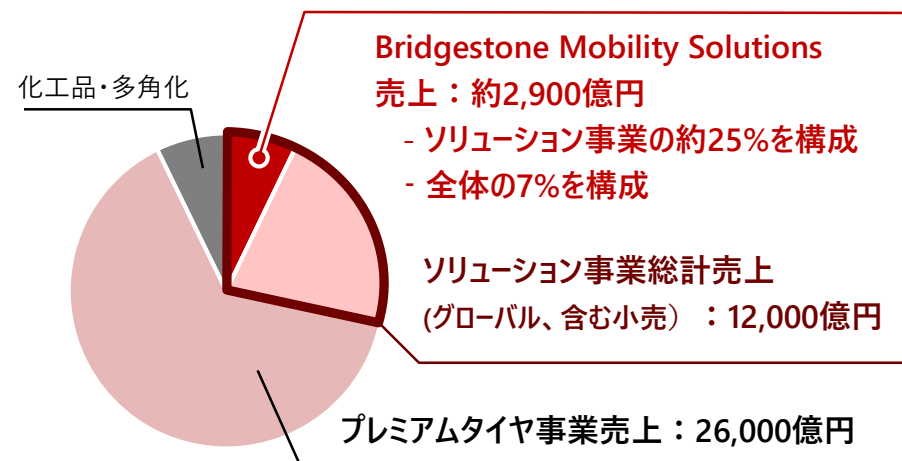 Bridgestone Mobility Solutions
売上：約2,900億円
- ソリューション事業の約25%を構成
- 全体の7%を構成
化工品・多角化
ソリューション事業総計売上
(グローバル、含む小売）：12,000億円
プレミアムタイヤ事業売上：26,000億円